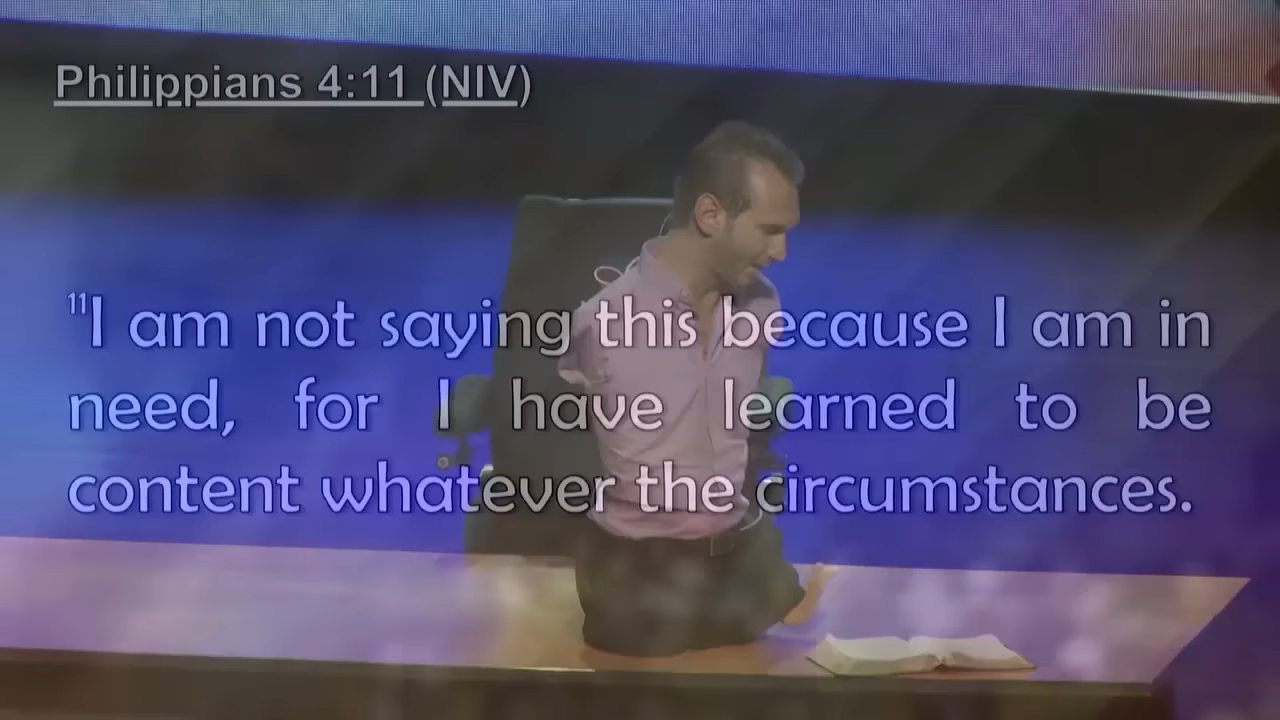 Philippians 4:11 (NIV)
¹¹I am not saying this because I am in
need, for I have learned to be
content whatever the circumstances.